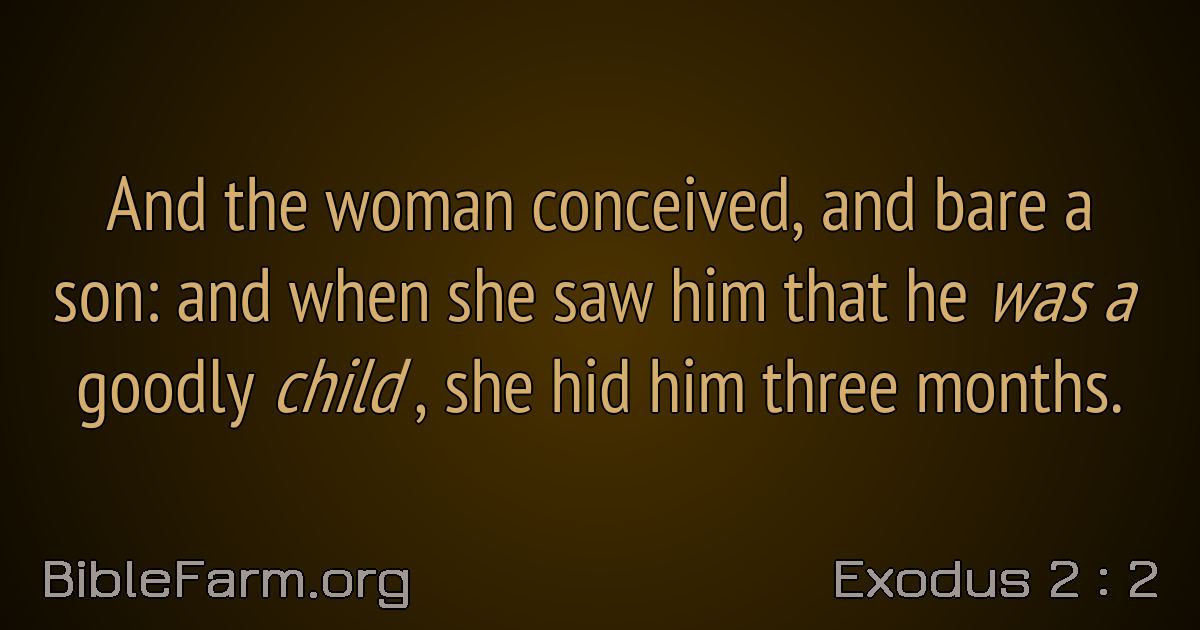 And the woman conceived, and bare a
son: and when she saw him that he was a
goodly child , she hid him three months.
BibleFarm.org
Exodus 2 : 2